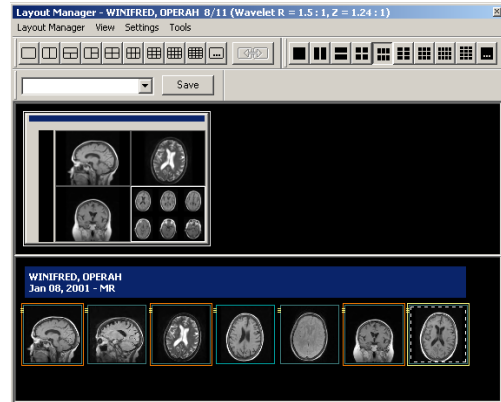 Layout Manager - WINIFRED, OPERAH 8/11 (Wavelet R = 1.5 : 1, Z = 1.24 : 1)
Layout Manager View Settings Tools
Save
WINIFRED, OPERAH
Jan 08, 2001 - MR